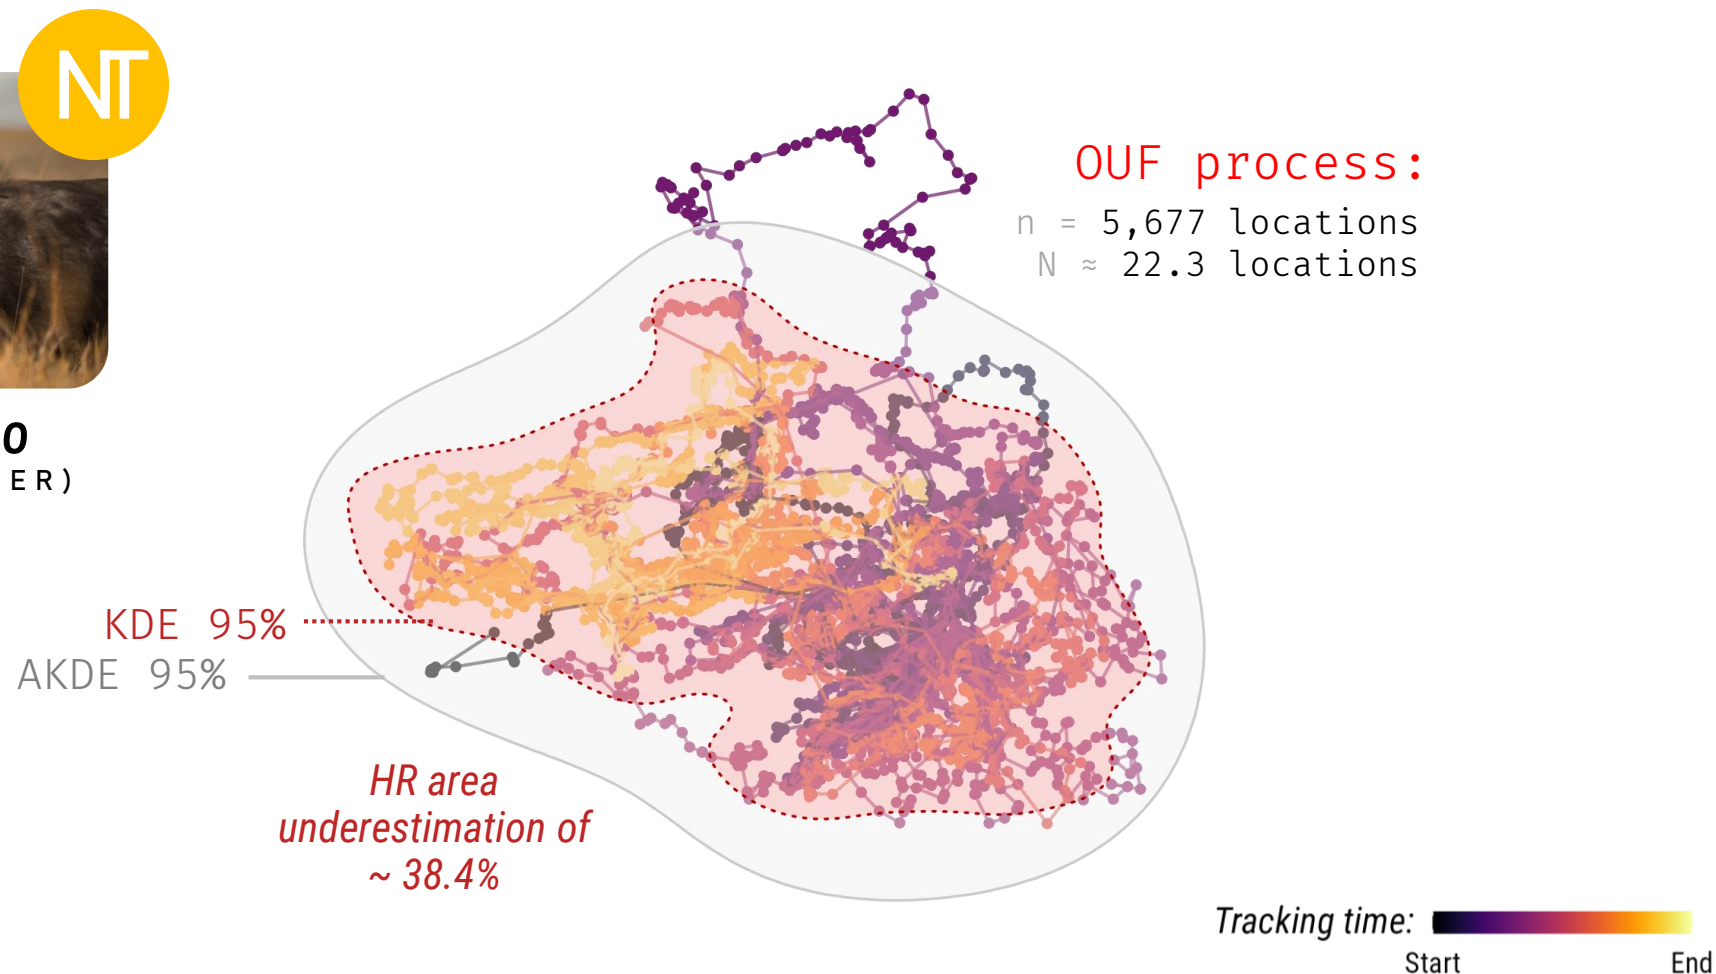 NT
OUF process:
n = 5,677 locations
N ≈ 22.3 locations
O
ER)
KDE 95%
AKDE 95%
HR area
underestimation of
~ 38.4%
Tracking time:
Start
End